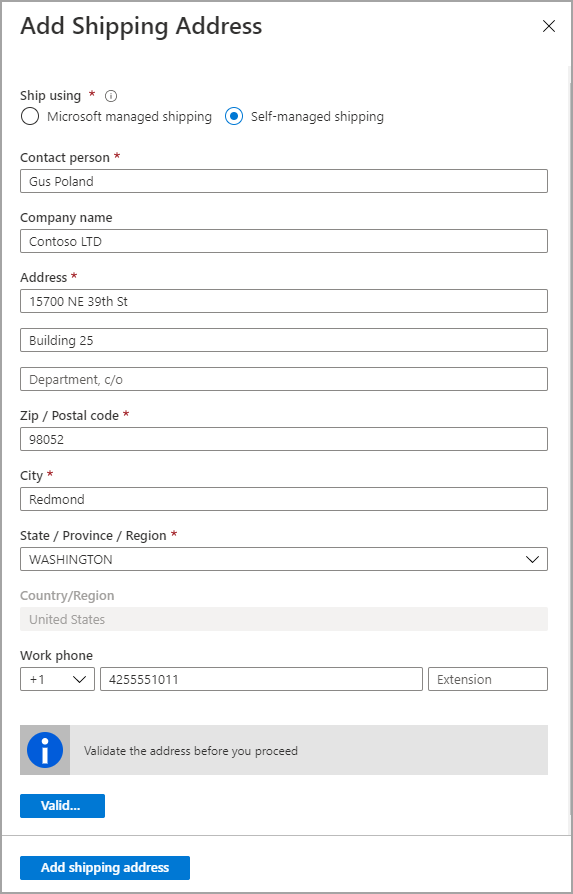 Add Shipping Address
Ship using *
Microsoft managed shipping Self-managed shipping
Contact person *
Gus Poland
Company name
Contoso LTD
Address *
15700 NE 39th St
Building 25
Department, c/o
Zip / Postal code *
98052
City *
Redmond
State / Province / Region *
WASHINGTON
Country/Region
United States
Work phone
+1 4255551011 Extension
Validate the address before you proceed
Valid...
Add shipping address